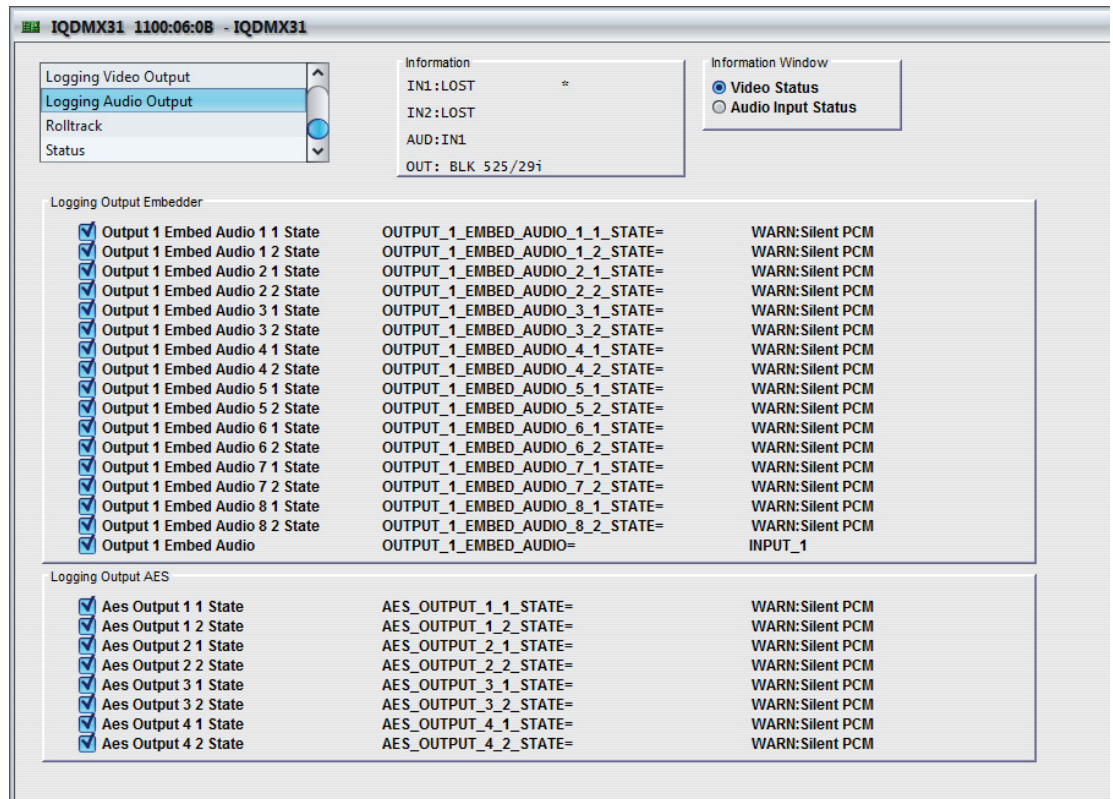 IQDMX31 1100:06:0B - IQDMX31
Logging Video Output
Logging Audio Output
Rolltrack
Status
Information
IN1:LOST *
IN2:LOST
AUD:IN1
OUT: BLK 525/29i
Information Window
Video Status
Audio Input Status
Logging Output Embedder
Output 1 Embed Audio 1 1 State OUTPUT_1_EMBED_AUDIO_1_1_STATE= WARN:Silent PCM
Output 1 Embed Audio 1 2 State OUTPUT_1_EMBED_AUDIO_1_2_STATE= WARN:Silent PCM
Output 1 Embed Audio 2 1 State OUTPUT_1_EMBED_AUDIO_2_1_STATE= WARN:Silent PCM
Output 1 Embed Audio 2 2 State OUTPUT_1_EMBED_AUDIO_2_2_STATE= WARN:Silent PCM
Output 1 Embed Audio 3 1 State OUTPUT_1_EMBED_AUDIO_3_1_STATE= WARN:Silent PCM
Output 1 Embed Audio 3 2 State OUTPUT_1_EMBED_AUDIO_3_2_STATE= WARN:Silent PCM
Output 1 Embed Audio 4 1 State OUTPUT_1_EMBED_AUDIO_4_1_STATE= WARN:Silent PCM
Output 1 Embed Audio 4 2 State OUTPUT_1_EMBED_AUDIO_4_2_STATE= WARN:Silent PCM
Output 1 Embed Audio 5 1 State OUTPUT_1_EMBED_AUDIO_5_1_STATE= WARN:Silent PCM
Output 1 Embed Audio 5 2 State OUTPUT_1_EMBED_AUDIO_5_2_STATE= WARN:Silent PCM
Output 1 Embed Audio 6 1 State OUTPUT_1_EMBED_AUDIO_6_1_STATE= WARN:Silent PCM
Output 1 Embed Audio 6 2 State OUTPUT_1_EMBED_AUDIO_6_2_STATE= WARN:Silent PCM
Output 1 Embed Audio 7 1 State OUTPUT_1_EMBED_AUDIO_7_1_STATE= WARN:Silent PCM
Output 1 Embed Audio 7 2 State OUTPUT_1_EMBED_AUDIO_7_2_STATE= WARN:Silent PCM
Output 1 Embed Audio 8 1 State OUTPUT_1_EMBED_AUDIO_8_1_STATE= WARN:Silent PCM
Output 1 Embed Audio 8 2 State OUTPUT_1_EMBED_AUDIO_8_2_STATE= WARN:Silent PCM
Output 1 Embed Audio OUTPUT_1_EMBED_AUDIO= INPUT_1
Logging Output AES
Aes Output 1 1 State AES_OUTPUT_1_1_STATE= WARN:Silent PCM
Aes Output 1 2 State AES_OUTPUT_1_2_STATE= WARN:Silent PCM
Aes Output 2 1 State AES_OUTPUT_2_1_STATE= WARN:Silent PCM
Aes Output 2 2 State AES_OUTPUT_2_2_STATE= WARN:Silent PCM
Aes Output 3 1 State AES_OUTPUT_3_1_STATE= WARN:Silent PCM
Aes Output 3 2 State AES_OUTPUT_3_2_STATE= WARN:Silent PCM
Aes Output 4 1 State AES_OUTPUT_4_1_STATE= WARN:Silent PCM
Aes Output 4 2 State AES_OUTPUT_4_2_STATE= WARN:Silent PCM